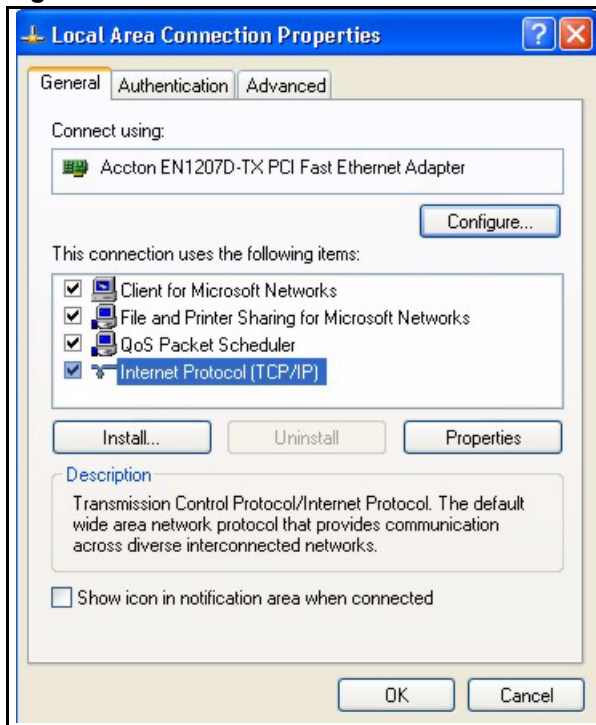 Local Area Connection Properties
General Authentication Advanced
Connect using:
Accton EN1207D-TX PCI Fast Ethernet Adapter
Configure...
This connection uses the following items:
Client for Microsoft Networks
File and Printer Sharing for Microsoft Networks
QoS Packet Scheduler
Internet Protocol (TCP/IP)
Install... Uninstall Properties
Description
Transmission Control Protocol/Internet Protocol. The default
wide area network protocol that provides communication
across diverse interconnected networks.
Show icon in notification area when connected
OK Cancel